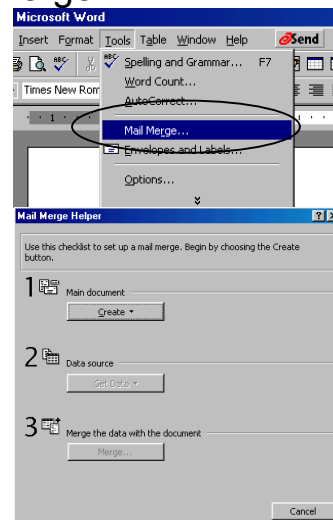 Microsoft Word
Insert Format Tools Table Window Help eSend
ABC Spelling and Grammar... F7
Word Count...
Times New Rom AutoCorrect...
1 Mail Merge...
Envelopes and Labels...
Options...
Mail Merge Helper
Use this checklist to set up a mail merge. Begin by choosing the Create
button.
1 Main document
Create
2 Data source
Get Data
3 Merge the data with the document
Merge...
Cancel